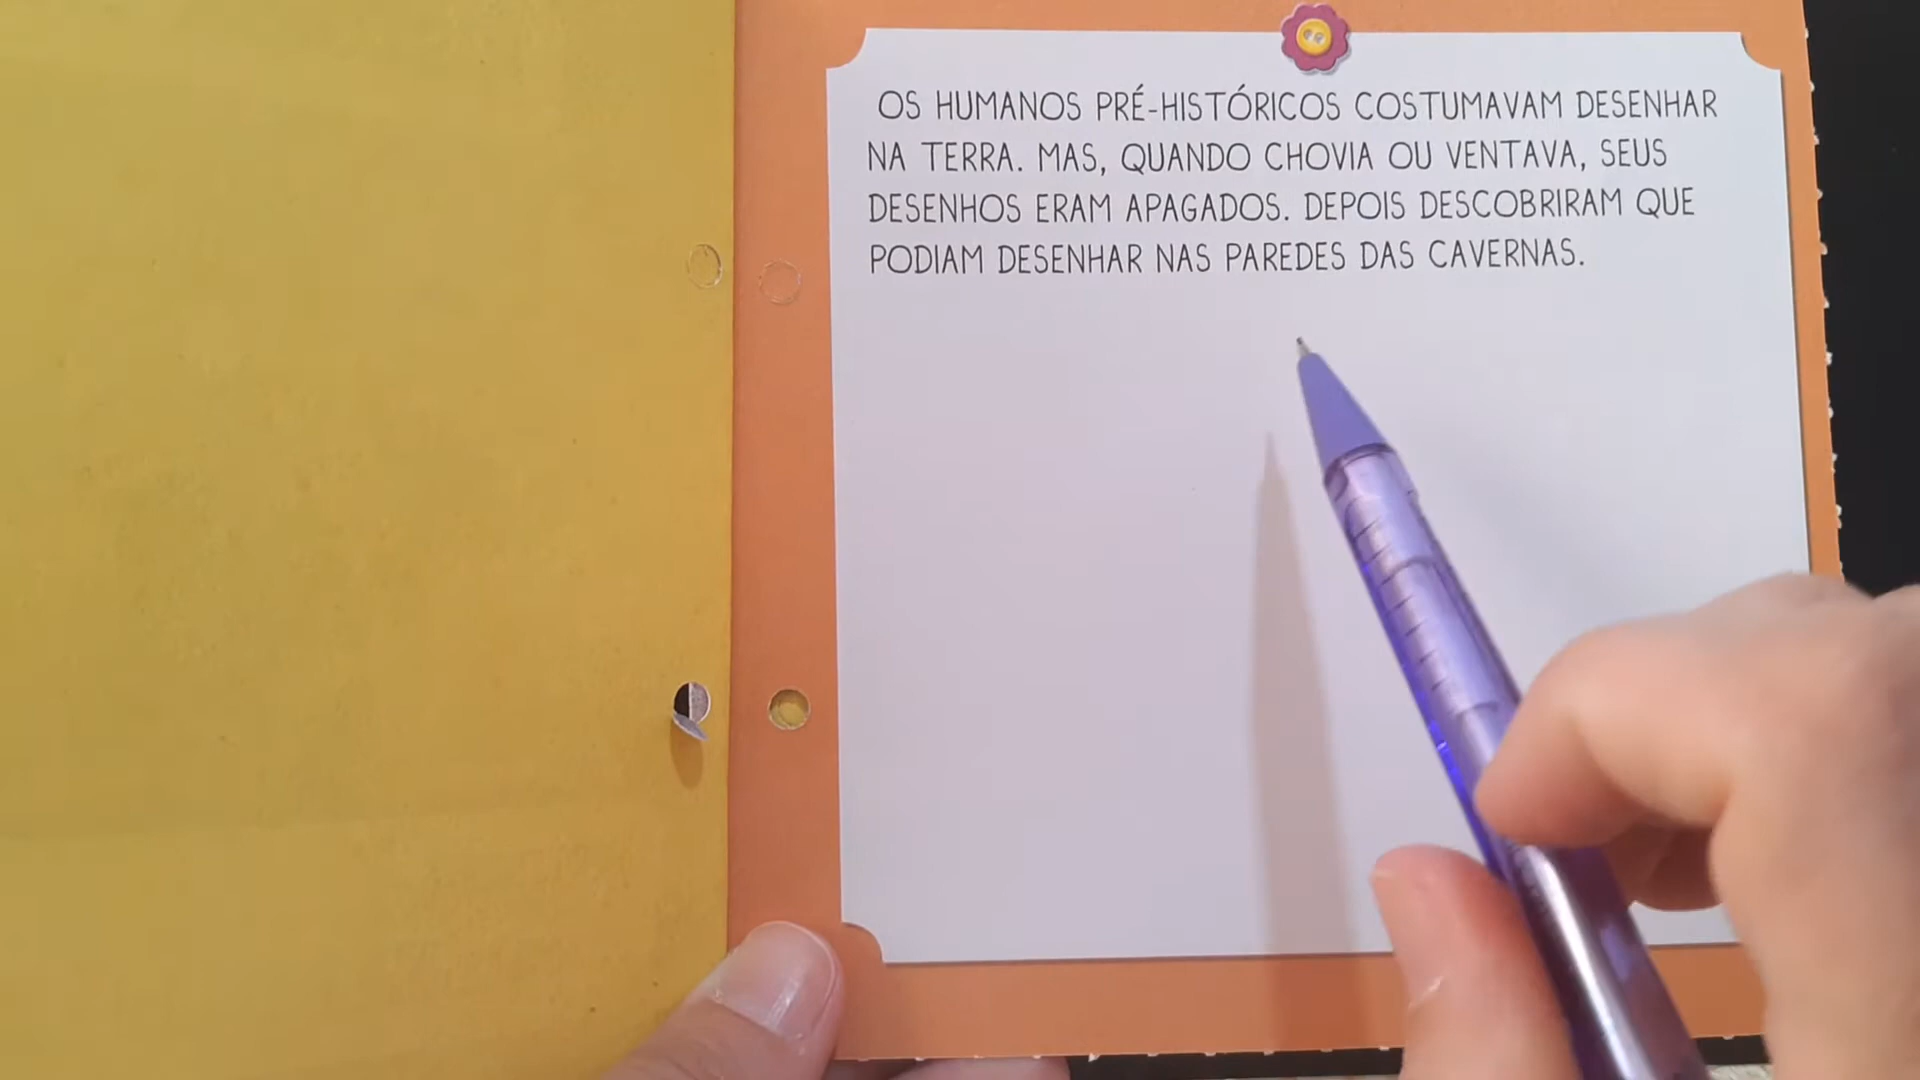 OS HUMANOS PRÉ-HISTÓRICOS COSTUMAVAM DESENHAR
NA TERRA. MAS, QUANDO CHOVIA OU VENTAVA, SEUS
DESENHOS ERAM APAGADOS. DEPOIS DESCOBRIRAM QUE
PODIAM DESENHAR NAS PAREDES DAS CAVERNAS.